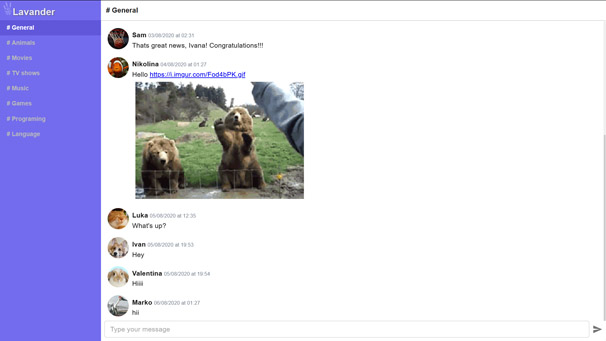 Lavander
# General
# Animals
# Movies
# TV shows
# Music
# Games
# Programing
# Language
# General
Sam 03/08/2020 at 02:31
Thats great news, Ivana! Congratulations!!!
Nikolina 04/08/2020 at 01:27
Hello https://i.imgur.com/Fod4bPK.gif
Luka 05/08/2020 at 12:35
What's up?
Ivan 05/08/2020 at 19:53
Hey
Valentina 05/08/2020 at 19:54
Hiiii
Marko 06/08/2020 at 01:27
hii
Type your message